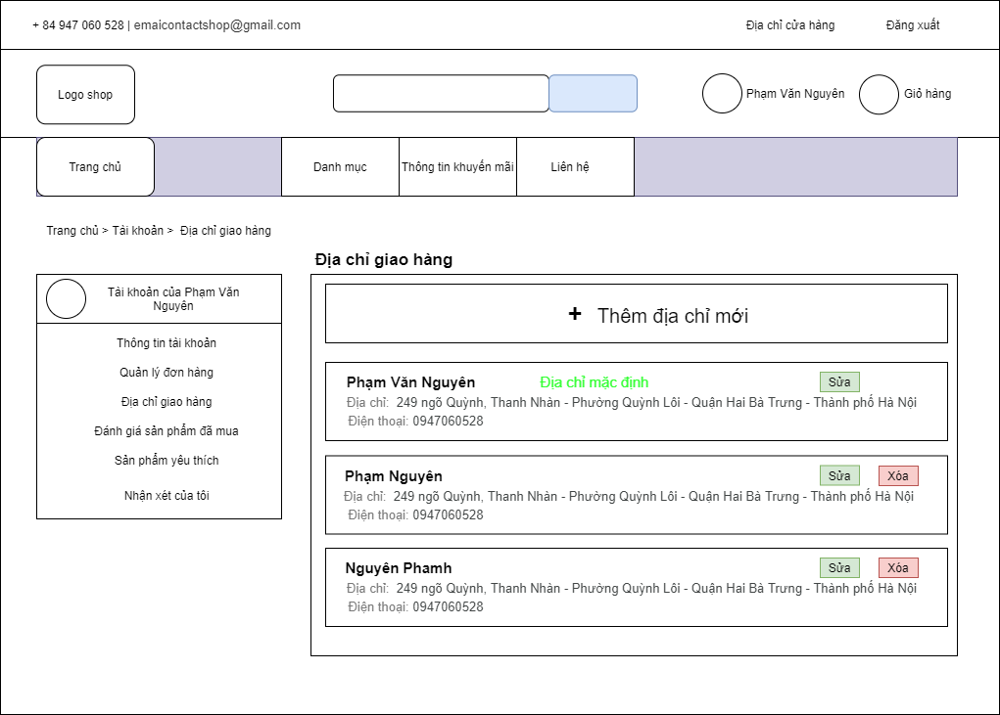 + 84 947 060 528 | emaicontactshop@gmail.com
Địa chỉ cửa hàng
Đăng xuất
Logo shop
Phạm Văn Nguyên
Giỏ hàng
Trang chủ
Danh mục
Thông tin khuyến mãi
Liên hệ
Trang chủ > Tài khoản > Địa chỉ giao hàng
Địa chỉ giao hàng
Tài khoản của Phạm Văn
Nguyên
Thông tin tài khoản
Quản lý đơn hàng
Địa chỉ giao hàng
Đánh giá sản phẩm đã mua
Sản phẩm yêu thích
Nhận xét của tôi
+ Thêm địa chỉ mới
Phạm Văn Nguyên Địa chỉ mặc định Sửa
Địa chỉ: 249 ngõ Quỳnh, Thanh Nhàn - Phường Quỳnh Lôi - Quận Hai Bà Trưng - Thành phố Hà Nội
Điện thoại: 0947060528
Phạm Nguyên Sửa Xóa
Địa chỉ: 249 ngõ Quỳnh, Thanh Nhàn - Phường Quỳnh Lôi - Quận Hai Bà Trưng - Thành phố Hà Nội
Điện thoại: 0947060528
Nguyên Phamh Sửa Xóa
Địa chỉ: 249 ngõ Quỳnh, Thanh Nhàn - Phường Quỳnh Lôi - Quận Hai Bà Trưng - Thành phố Hà Nội
Điện thoại: 0947060528